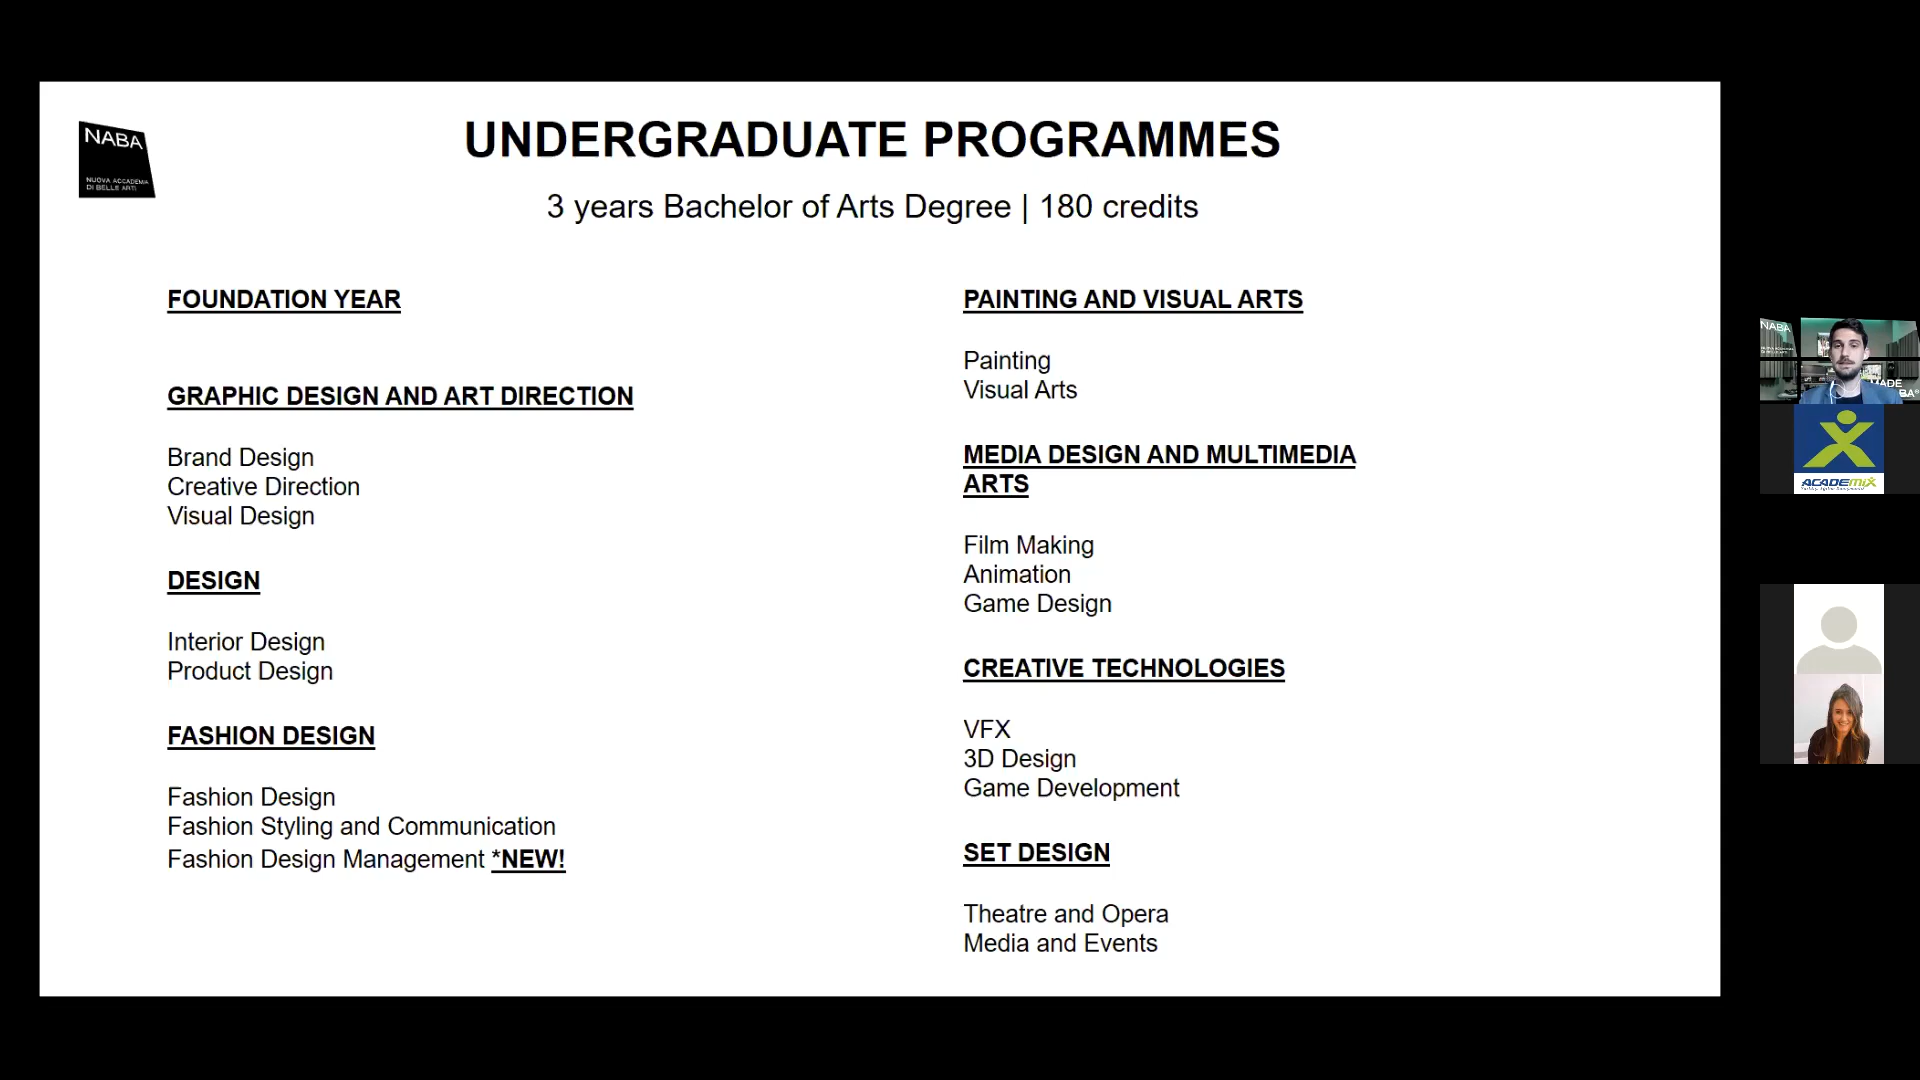 NABA
NUOVA ACCADEMIA
DI BELLE ARTI
UNDERGRADUATE PROGRAMMES
3 years Bachelor of Arts Degree | 180 credits
FOUNDATION YEAR
GRAPHIC DESIGN AND ART DIRECTION
Brand Design
Creative Direction
Visual Design
DESIGN
Interior Design
Product Design
FASHION DESIGN
Fashion Design
Fashion Styling and Communication
Fashion Design Management *NEW!
PAINTING AND VISUAL ARTS
Painting
Visual Arts
MEDIA DESIGN AND MULTIMEDIA
ARTS
Film Making
Animation
Game Design
CREATIVE TECHNOLOGIES
VFX
3D Design
Game Development
SET DESIGN
Theatre and Opera
Media and Events
NABA
MADE
BA
ACADEMIX